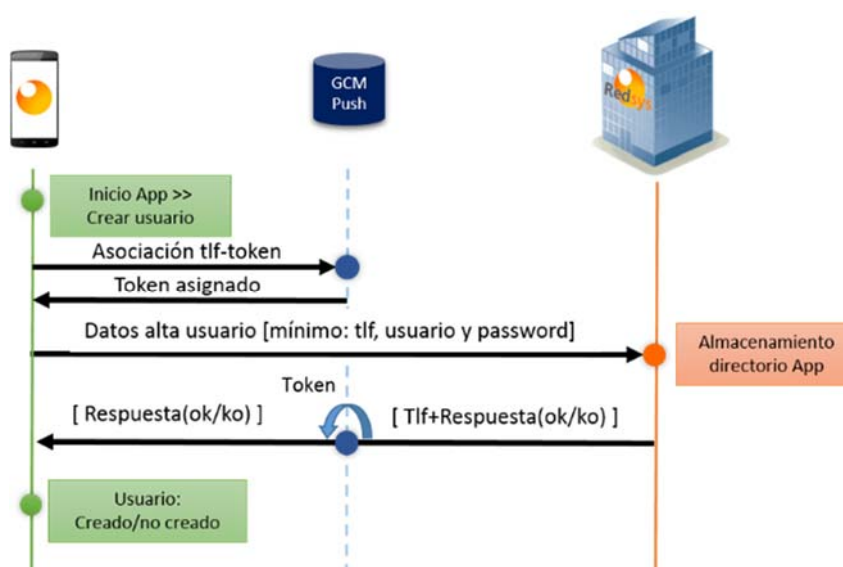 GCM
Push
Redsys
Inicio App >>
Crear usuario
Asociación tlf-token
Token asignado
Datos alta usuario [mínimo: tlf, usuario y password]
Almacenamiento
directorio App
Token
[ Respuesta(ok/ko) ]
[ Tlf+Respuesta(ok/ko) ]
Usuario:
Creado/no creado